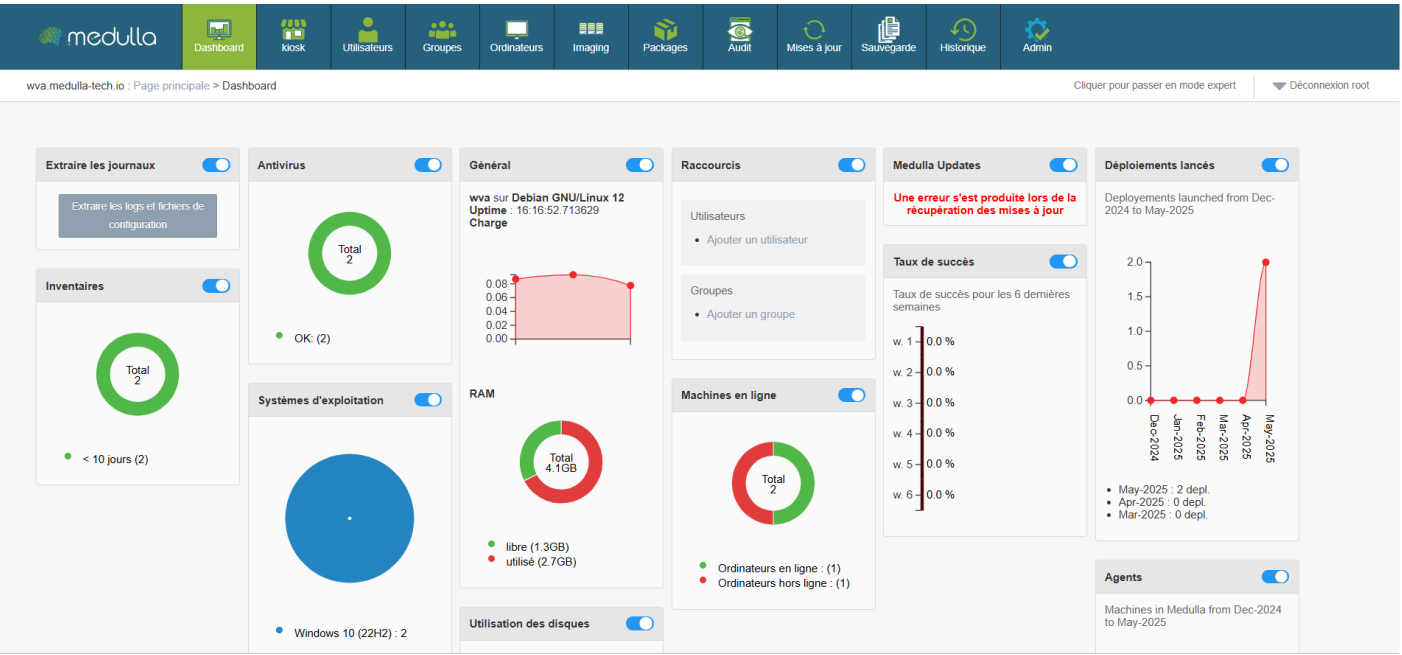 medulla
Dashboard
kiosk
Utilisateurs
Groupes
Ordinateurs
Imaging
Packages
Audit
Mises à jour
Sauvegarde
Historique
Admin
wva.medulla-tech.io : Page principale > Dashboard
Cliquer pour passer en mode expert
Déconnexion root
Extraire les journaux
Extraire les logs et fichiers de
configuration
Inventaires
Total
2
< 10 jours (2)
Antivirus
Total
2
OK: (2)
Systèmes d'exploitation
Windows 10 (22H2) : 2
Général
wva sur Debian GNU/Linux 12
Uptime : 16:16:52.713629
Charge
0.08
0.06
0.04
0.02
0.00
RAM
Total
4.1GB
libre (1.3GB)
utilisé (2.7GB)
Utilisation des disques
Raccourcis
Utilisateurs
Ajouter un utilisateur
Groupes
Ajouter un groupe
Machines en ligne
Total
2
Ordinateurs en ligne : (1)
Ordinateurs hors ligne : (1)
Medulla Updates
Une erreur s'est produite lors de la
récupération des mises à jour
Taux de succès
Taux de succès pour les 6 dernières
semaines
w. 1 0.0 %
w. 2 0.0 %
w. 3 0.0 %
w. 4 0.0 %
w. 5 0.0 %
w. 6 0.0 %
Déploiements lancés
Deployements launched from Dec-
2024 to May-2025
2.0
1.5
1.0
0.5
0.0
Dec-2024
Jan-2025
Feb-2025
Mar-2025
Apr-2025
May-2025
May-2025 : 2 depl.
Apr-2025 : 0 depl.
Mar-2025 : 0 depl.
Agents
Machines in Medulla from Dec-2024
to May-2025